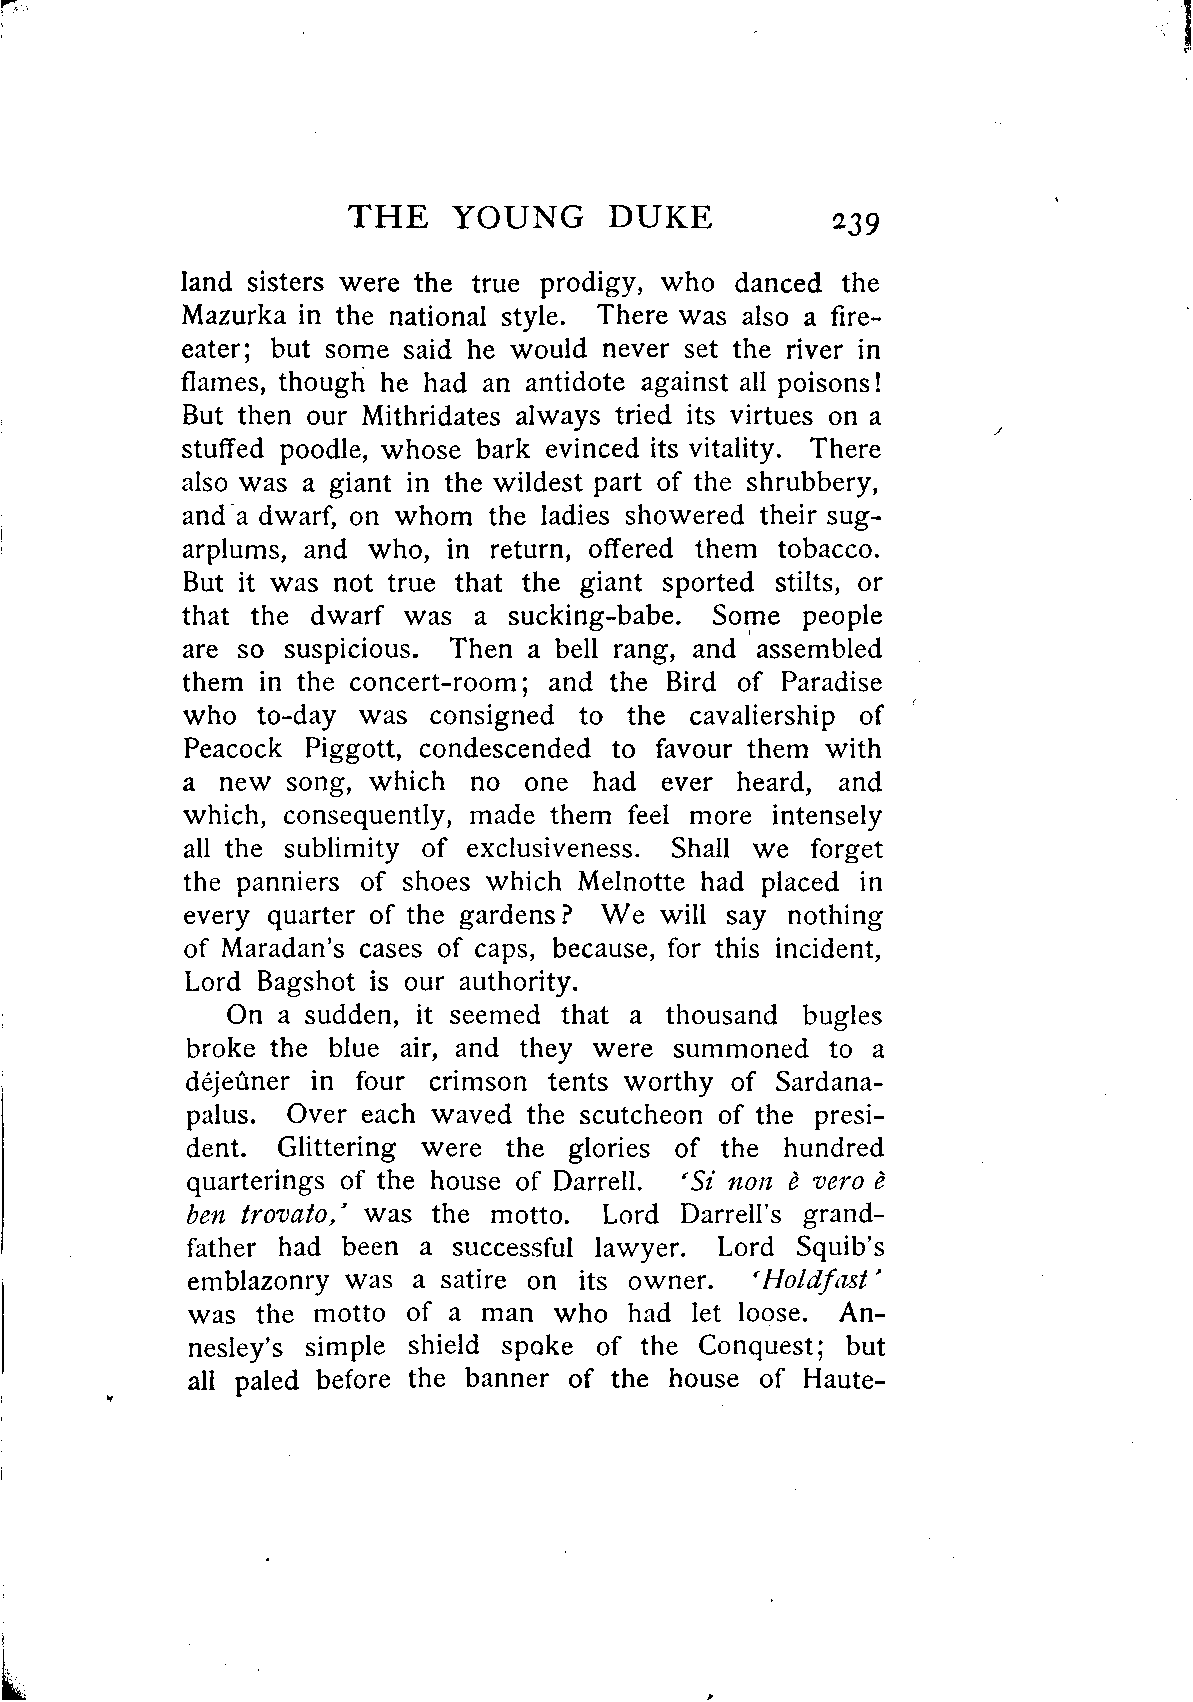 THE YOUNG DUKE 239
land sisters were the true prodigy, who danced the
Mazurka in the national style. There was also a fire-
eater; but some said he would never set the river in
flames, though he had an antidote against all poisons!
But then our Mithridates always tried its virtues on a
stuffed poodle, whose bark evinced its vitality. There
also was a giant in the wildest part of the shrubbery,
and a dwarf, on whom the ladies showered their sug-
arplums, and who, in return, offered them tobacco.
But it was not true that the giant sported stilts, or
that the dwarf was a sucking-babe. Some people
are so suspicious. Then a bell rang, and assembled
them in the concert-room; and the Bird of Paradise
who to-day was consigned to the cavaliership of
Peacock Piggott, condescended to favour them with
a new song, which no one had ever heard, and
which, consequently, made them feel more intensely
all the sublimity of exclusiveness. Shall we forget
the panniers of shoes which Melnotte had placed in
every quarter of the gardens? We will say nothing
of Maradan's cases of caps, because, for this incident,
Lord Bagshot is our authority.
On a sudden, it seemed that a thousand bugles
broke the blue air, and they were summoned to a
déjeûner in four crimson tents worthy of Sardana-
palus. Over each waved the scutcheon of the presi-
dent. Glittering were the glories of the hundred
quarterings of the house of Darrell. 'Si non è vero è
ben trovato,' was the motto. Lord Darrell's grand-
father had been a successful lawyer. Lord Squib's
emblazonry was a satire on its owner. 'Holdfast'
was the motto of a man who had let loose. An-
nesley's simple shield spoke of the Conquest; but
all paled before the banner of the house of Haute-